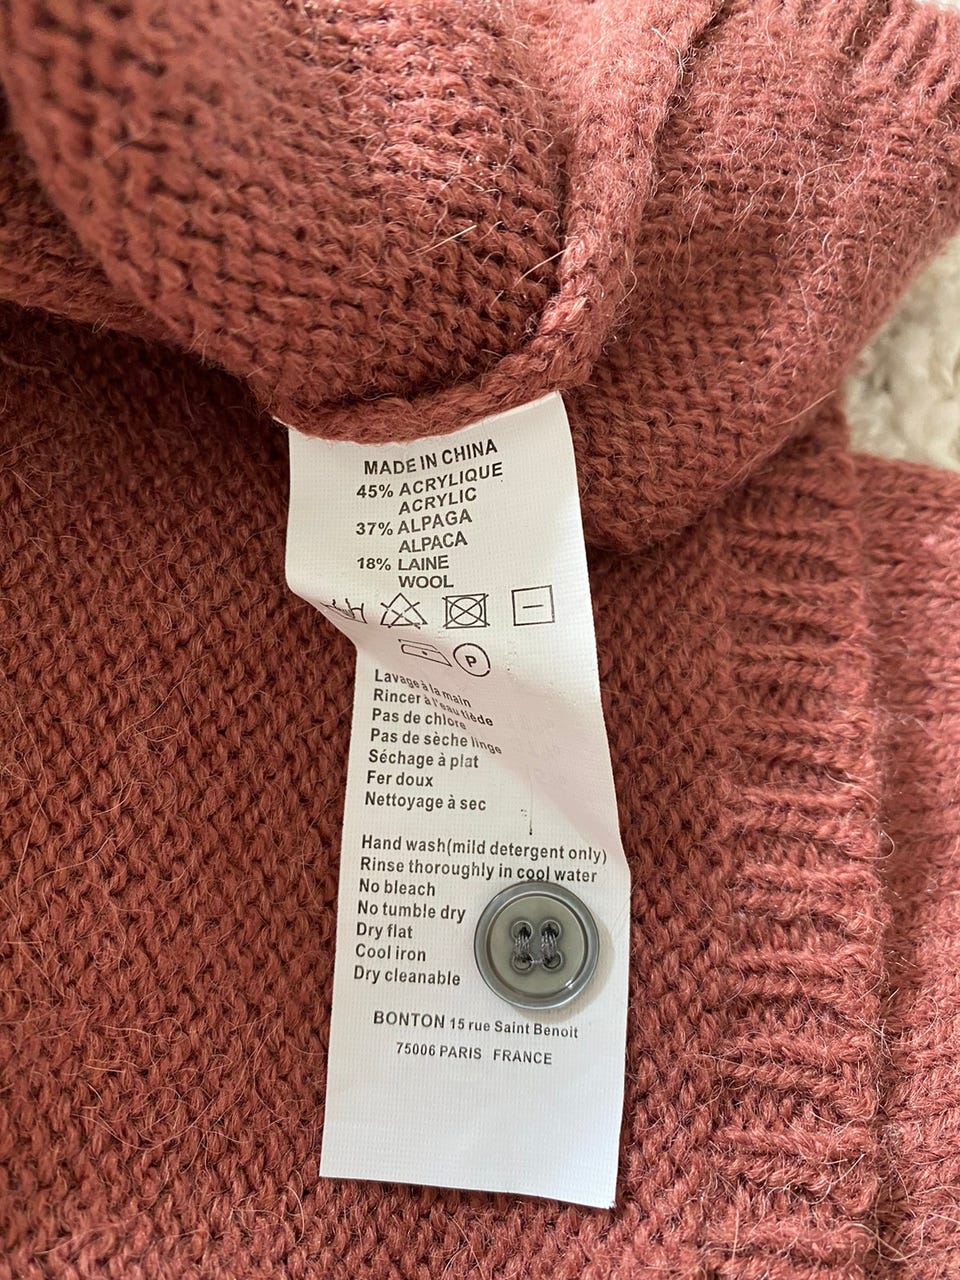 MADE IN CHINA
45% ACRYLIQUE
ACRYLIC
37% ALPAGA
ALPACA
18% LAINE
WOOL
P
Lavage à la main
Rincer à l'eau tiède
Pas de chlore
Pas de sèche linge
Séchage à plat
Fer doux
Nettoyage à sec
Hand wash(mild detergent only)
Rinse thoroughly in cool water
No bleach
No tumble dry
Dry flat
Cool iron
Dry cleanable
BONTON 15 rue Saint Benoit
75006 PARIS FRANCE